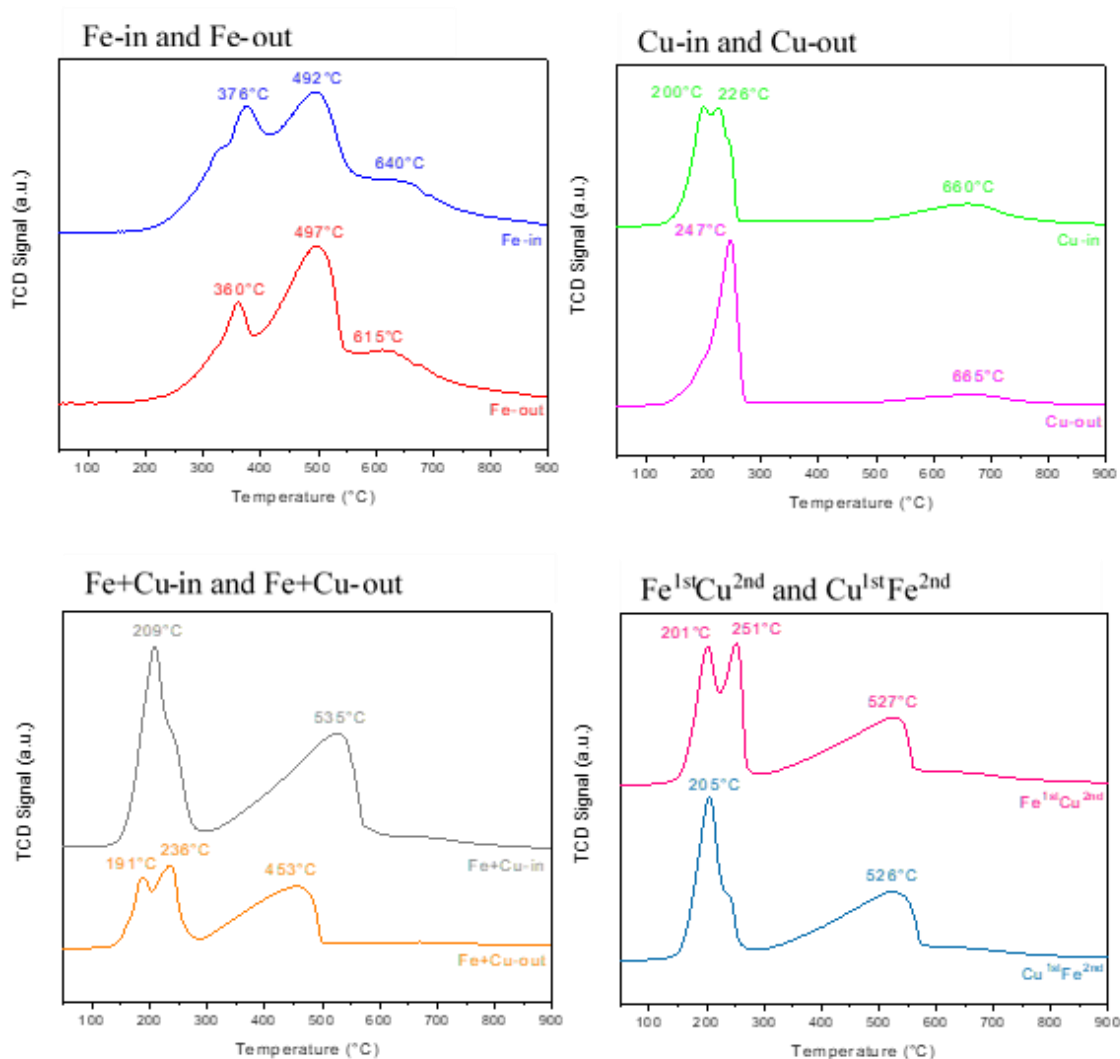 Fe-in and Fe-out
376°C
492°C
640°C
Fe-in
497°C
360°C
615°C
Fe-out
TCD Signal (a.u.)
100 200 300 400 500 600 700 800 900
Temperature (°C)
Cu-in and Cu-out
200°C 226°C
660°C
Cu-in
247°C
665°C
Cu-out
TCD Signal (a.u.)
100 200 300 400 500 600 700 800 900
Temperature (°C)
Fe+Cu-in and Fe+Cu-out
209°C
535°C
Fe+Cu-in
191°C 236°C
453°C
Fe+Cu-out
TCD Signal (a.u.)
100 200 300 400 500 600 700 800 900
Temperature (°C)
Fe1stCu2nd and Cu1stFe2nd
201°C 251°C
527°C
Fe1stCu2nd
205°C
526°C
Cu1stFe2nd
TCD Signal (a.u.)
100 200 300 400 500 600 700 800 900
Temperature (°C)